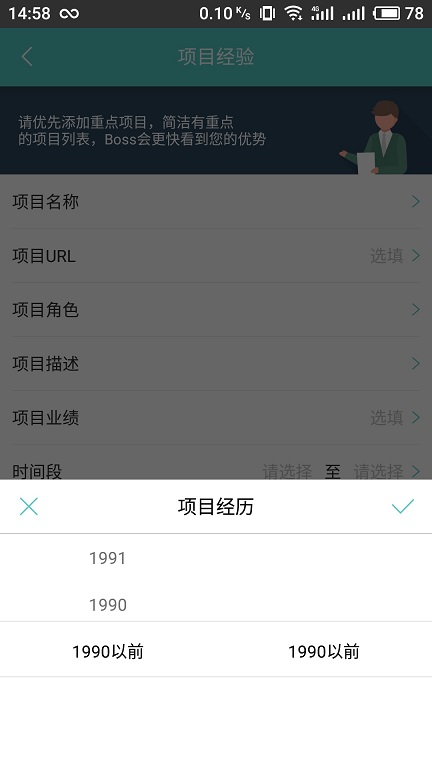 14:58 0.10 K/s 4G 78
项目经验
请优先添加重点项目，简洁有重点
的项目列表，Boss会更快看到您的优势
项目名称
项目URL 选填
项目角色
项目描述
项目业绩 选填
时间段 请选择 至 请选择
项目经历
1991
1990
1990以前 1990以前